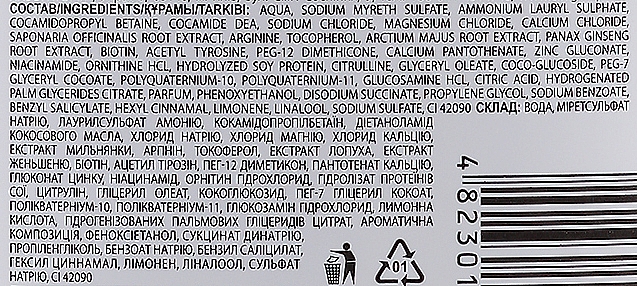 СОСТАВ/INGREDIENTS/ҚҰРАМЫ/TARKIBI: AQUA, SODIUM MYRETH SULFATE, AMMONIUM LAURYL SULPHATE,
COCAMIDOPROPYL BETAINE, COCAMIDE DEA, SODIUM CHLORIDE, MAGNESIUM CHLORIDE, CALCIUM CHLORIDE,
SAPONARIA OFFICINALIS ROOT EXTRACT, ARGININE, TOCOPHEROL, ARCTIUM MAJUS ROOT EXTRACT, PANAX GINSENG
ROOT EXTRACT, BIOTIN, ACETYL TYROSINE, PEG-12 DIMETHICONE, CALCIUM PANTOTHENATE, ZINC GLUCONATE,
NIACINAMIDE, ORNITHINE HCL, HYDROLYZED SOY PROTEIN, CITRULLINE, GLYCERYL OLEATE, COCO-GLUCOSIDE, PEG-7
GLYCERYL COCOATE, POLYQUATERNIUM-10, POLYQUATERNIUM-11, GLUCOSAMINE HCL, CITRIC ACID, HYDROGENATED
PALM GLYCERIDES CITRATE, PARFUM, PHENOXYETHANOL, DISODIUM SUCCINATE, PROPYLENE GLYCOL, SODIUM BENZOATE,
BENZYL SALICYLATE, HEXYL CINNAMAL, LIMONENE, LINALOOL, SODIUM SULFATE, CI 42090 СКЛАД: ВОДА, МІРЕТСУЛЬФАТ
НАТРІЮ, ЛАУРИЛСУЛЬФАТ АМОНІЮ, КОКАМІДОПРОПІЛБЕТАЇН, ДІЕТАНОЛАМІД
КОКОСОВОГО МАСЛА, ХЛОРИД НАТРІЮ, ХЛОРИД МАГНІЮ, ХЛОРИД КАЛЬЦІЮ,
ЕКСТРАКТ МИЛЬНЯНКИ, АРГІНІН, ТОКОФЕРОЛ, ЕКСТРАКТ ЛОПУХА, ЕКСТРАКТ
ЖЕНЬШЕНЮ, БІОТІН, АЦЕТИЛ ТІРОЗІН, ПЕГ-12 ДИМЕТИКОН, ПАНТОТЕНАТ КАЛЬЦІЮ,
ГЛЮКОНАТ ЦИНКУ, НІАЦИНАМІД, ОРНІТИН ГІДРОХЛОРИД, ГІДРОЛІЗАТ ПРОТЕЇНІВ
СОЇ, ЦИТРУЛІН, ГЛІЦЕРИЛ ОЛЕАТ, КОКОГЛЮКОЗИД, ПЕГ-7 ГЛІЦЕРИЛ КОКОАТ,
ПОЛІКВАТЕРНІУМ-10, ПОЛІКВАТЕРНІУМ-11, ГЛЮКОЗАМІН ГІДРОХЛОРИД, ЛИМОННА
КИСЛОТА, ГІДРОГЕНІЗОВАНИХ ПАЛЬМОВИХ ГЛІЦЕРИДІВ ЦИТРАТ, АРОМАТИЧНА
КОМПОЗИЦІЯ, ФЕНОКСІЕТАНОЛ, СУКЦИНАТ ДИНАТРІЮ,
ПРОПІЛЕНГЛІКОЛЬ, БЕНЗОАТ НАТРІЮ, БЕНЗИЛ САЛІЦИЛАТ,
ГЕКСИЛ ЦИННАМАЛ, ЛІМОНЕН, ЛІНАЛООЛ, СУЛЬФАТ
НАТРІЮ, CI 42090
01
4 82301